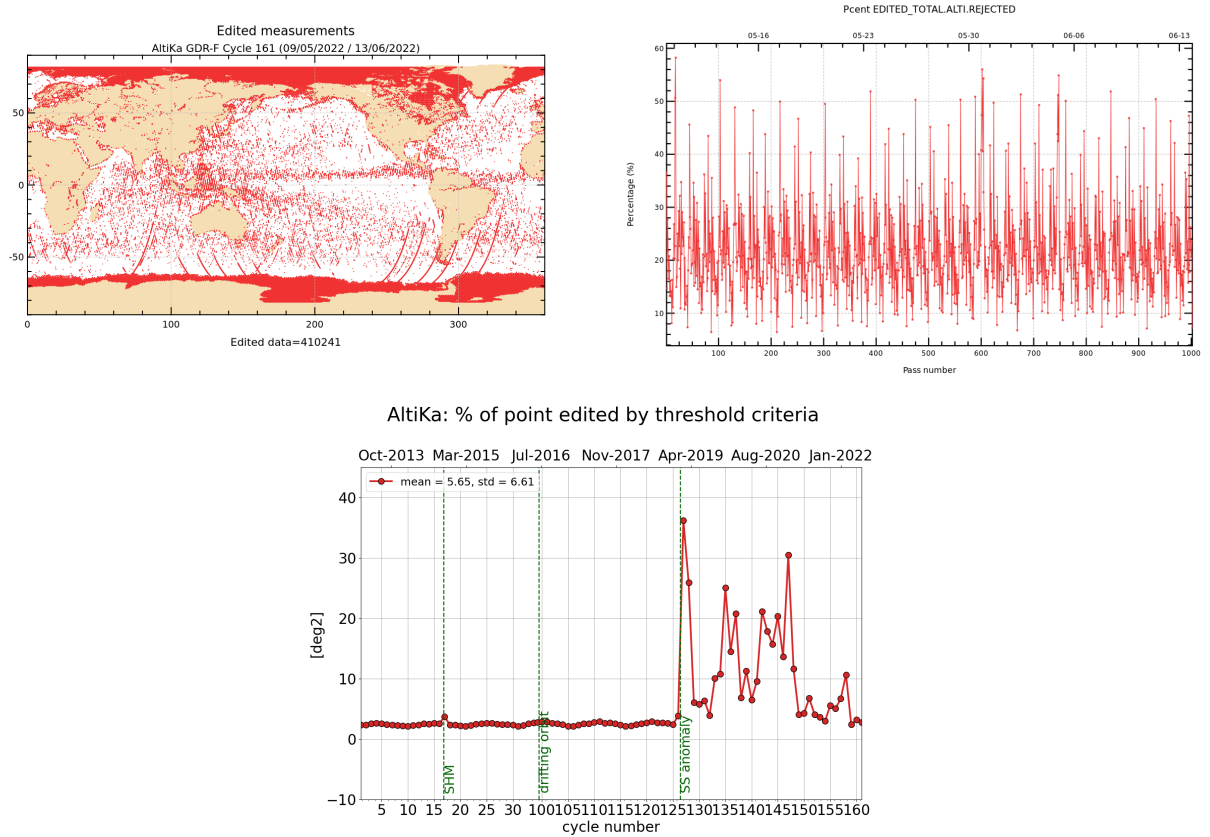 Edited measurements
AltiKa GDR-F Cycle 161 (09/05/2022 / 13/06/2022)
50
0
-50
0 100 200 300
Edited data=410241
Pcent EDITED_TOTAL.ALTI.REJECTED
05-16 05-23 05-30 06-06 06-13
60
50
40
30
20
10
Percentage (%)
100 200 300 400 500 600 700 800 900 1000
Pass number
AltiKa: % of point edited by threshold criteria
Oct-2013 Mar-2015 Jul-2016 Nov-2017 Apr-2019 Aug-2020 Jan-2022
mean = 5.65, std = 6.61
40
30
20
10
0
−10
[deg2]
SHM
drifting orbit
SS anomaly
5 10 15 20 25 30 100 105 110 115 120 125 130 135 140 145 150 155 160
cycle number